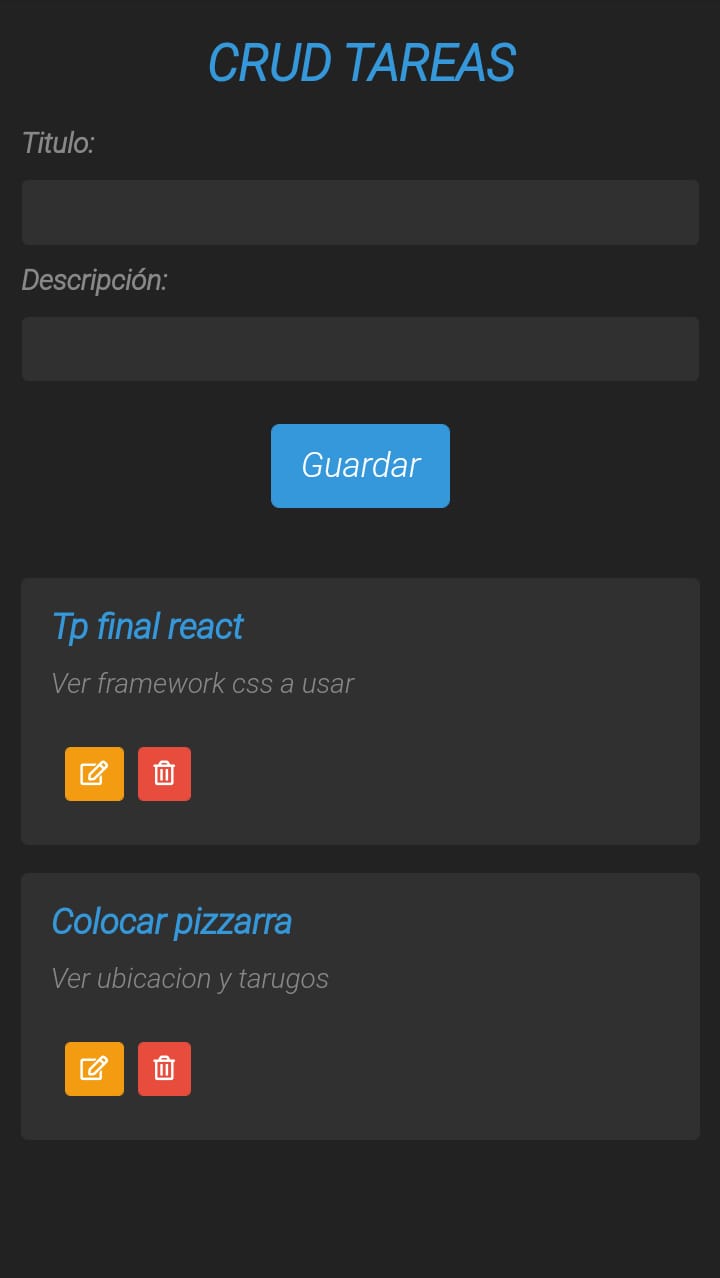 CRUD TAREAS
Titulo:
Descripción:
Guardar
Tp final react
Ver framework css a usar
Colocar pizzarra
Ver ubicacion y tarugos